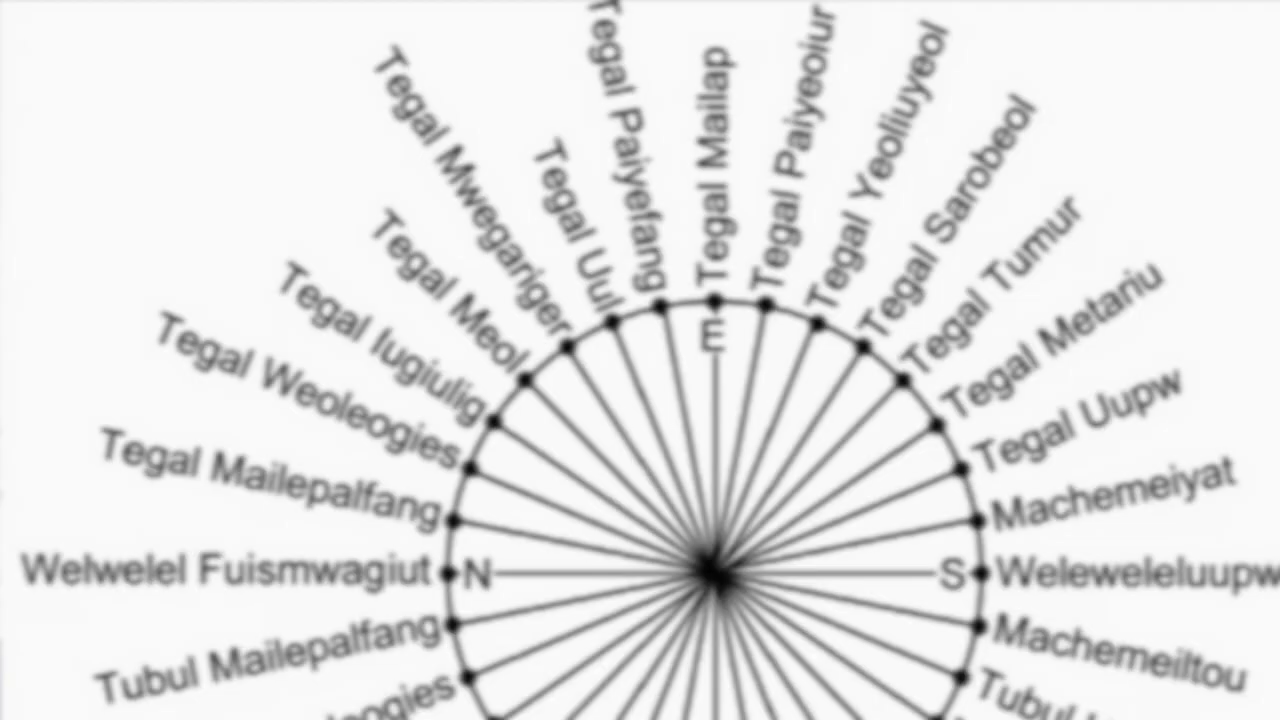 Tegal Mwegariger
Tegal Uul
Tegal Paiyefang
Tegal Mailap
Tegal Paiyeoiur
Tegal Yeoliuyeol
Tegal Sarobeol
Tegal Tumur
Tegal Metariu
Tegal Uupw
Machemeiyat
Tegal Meol
Tegal Iugiulig
Tegal Weoleogies
Tegal Mailepalfang
E
Welwelel Fuismwagiut
N
S
Weleweleluupw
Tubul Mailepalfang
Machemeiltou
Tubul